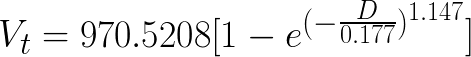 V_t = 970.5208[1 - e^{(-\frac{D}{0.177})^{1.147}}]